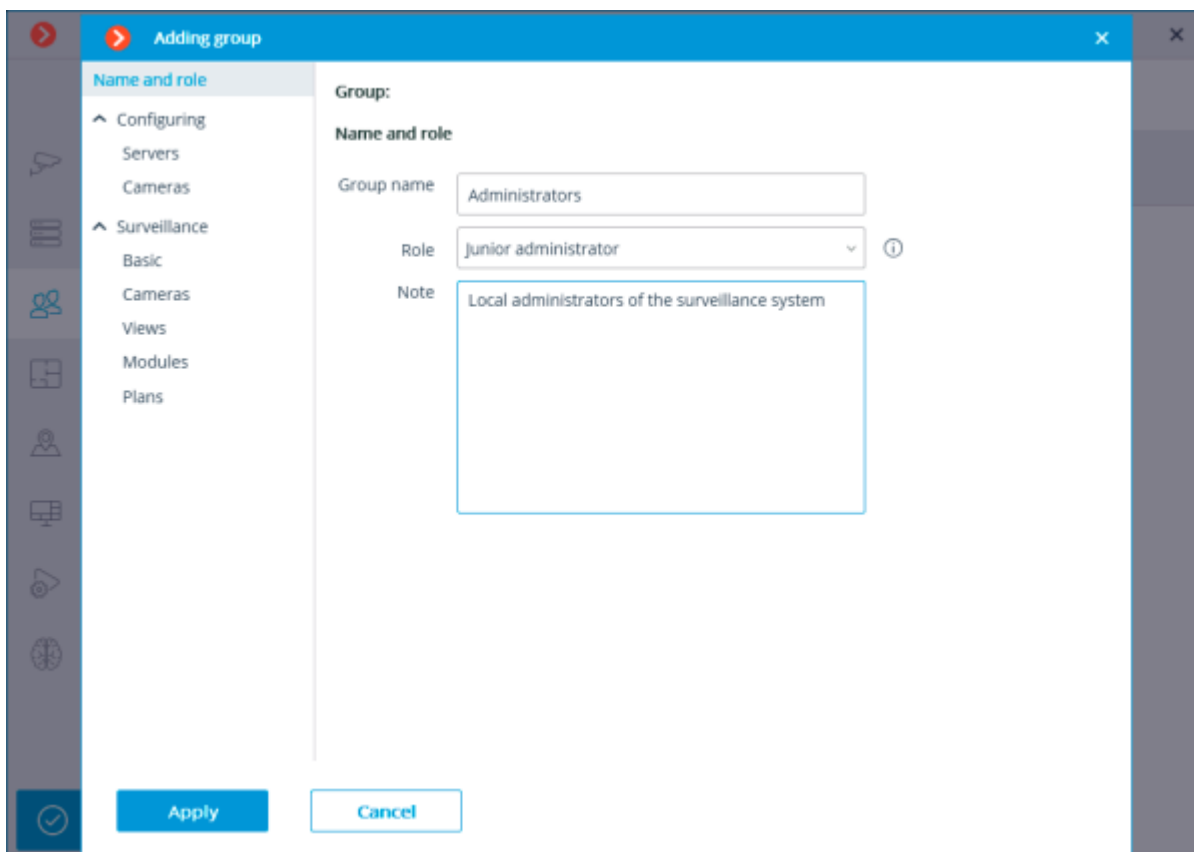 Adding group
Name and role
Configuring
Servers
Cameras
Surveillance
Basic
Cameras
Views
Modules
Plans
Group:
Name and role
Group name
Administrators
Role
Junior administrator
Note
Local administrators of the surveillance system
Apply
Cancel